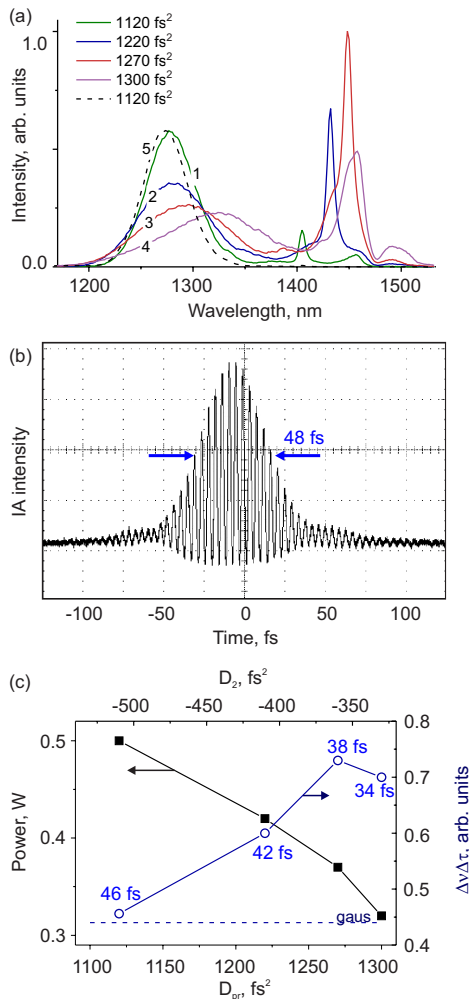 (a)
1120 fs²
1220 fs²
1270 fs²
1300 fs²
1120 fs²
Intensity, arb. units
1.0
0.0
5
1
2
3
4
1200 1300 1400 1500
Wavelength, nm
(b)
IA intensity
48 fs
-100 -50 0 50 100
Time, fs
(c)
D₂, fs²
-500 -450 -400 -350
Power, W
0.5
0.4
0.3
0.8
0.7
0.6
0.5
0.4
ΔνΔτ, arb. units
38 fs
34 fs
42 fs
46 fs
gaus
1100 1150 1200 1250 1300
Dₚᵣ, fs²